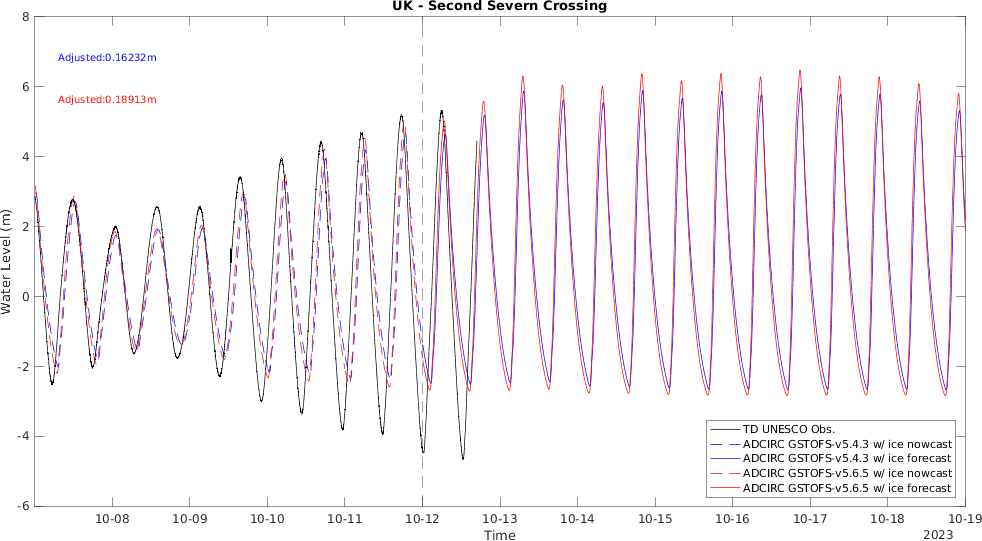 UK - Second Severn Crossing
8
6
4
2
0
-2
-4
-6
Water Level (m)
Adjusted:0.16232m
Adjusted:0.18913m
TD UNESCO Obs.
ADCIRC GSTOFS-v5.4.3 w/ ice nowcast
ADCIRC GSTOFS-v5.4.3 w/ ice forecast
ADCIRC GSTOFS-v5.6.5 w/ ice nowcast
ADCIRC GSTOFS-v5.6.5 w/ ice forecast
10-08 10-09 10-10 10-11 10-12 10-13 10-14 10-15 10-16 10-17 10-18 10-19
Time
2023